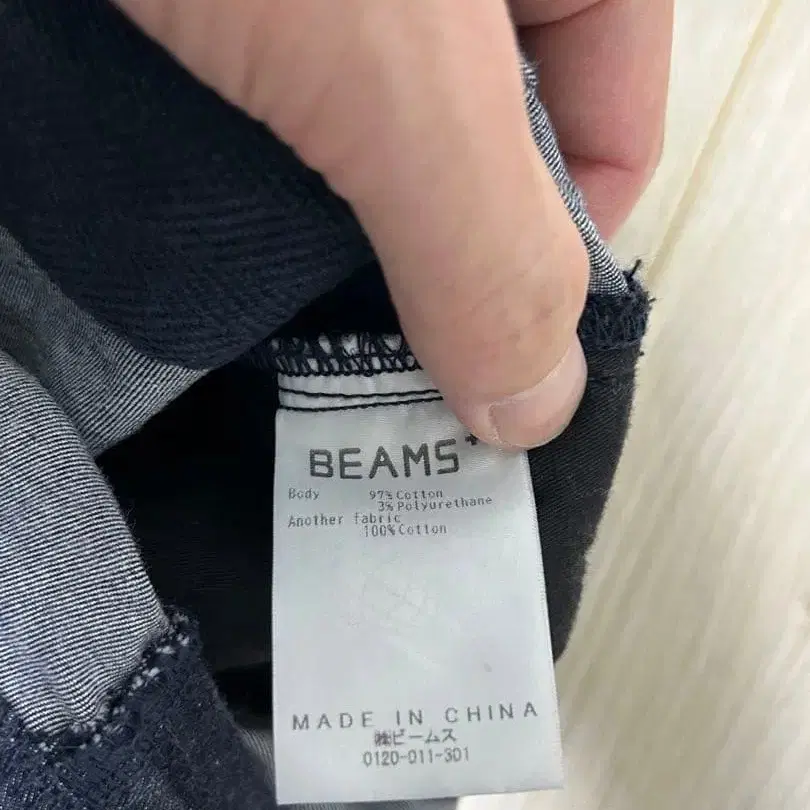 BEAMS+
Body 97% Cotton
3% Polyurethane
Another fabric
100% Cotton
MADE IN CHINA
㈱ビームス
0120-011-301